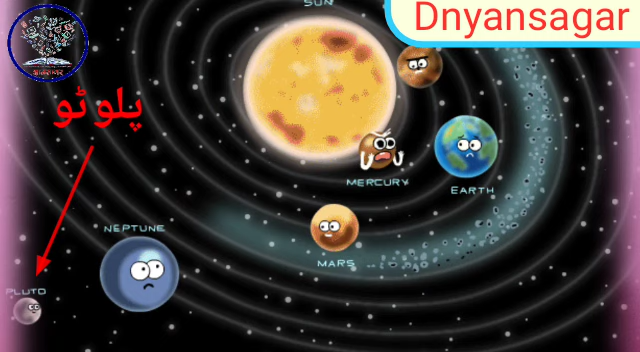 SUN
Dnyansagar
پلوٹو
MERCURY
EARTH
NEPTUNE
MARS
PLUTO